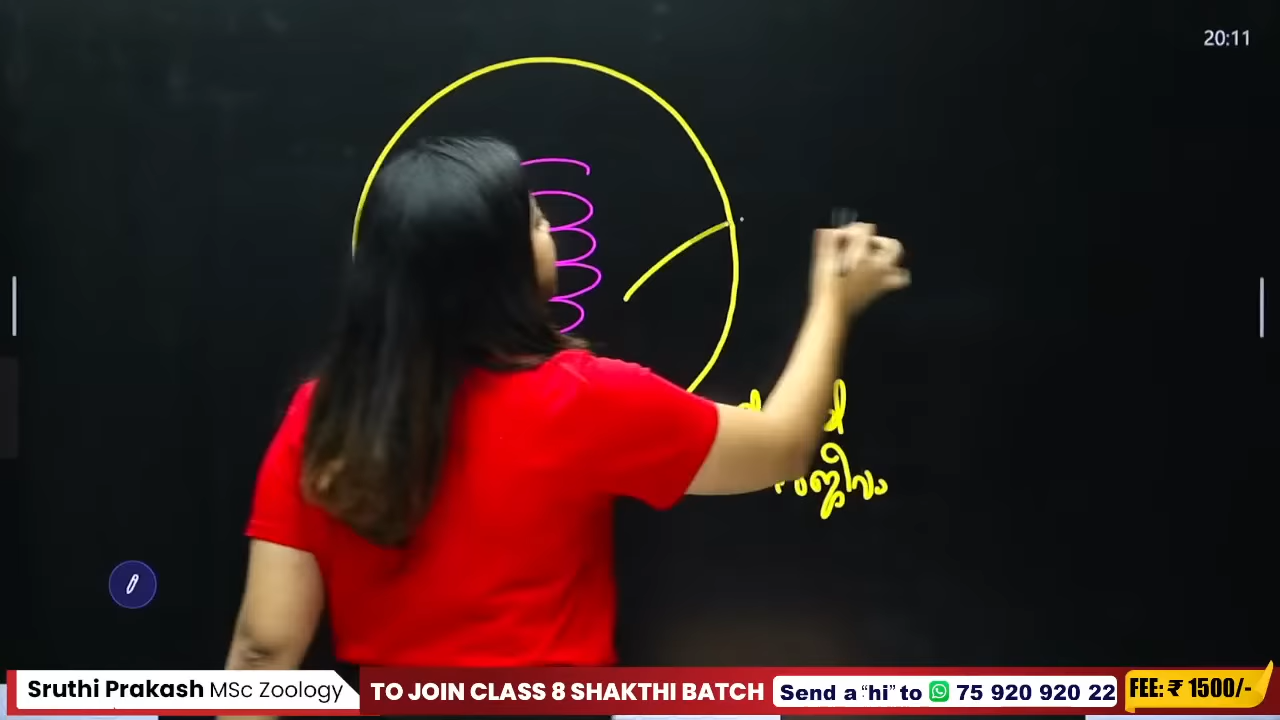 20:11
സജീവം
Sruthi Prakash MSc Zoology
TO JOIN CLASS 8 SHAKTHI BATCH
Send a “hi” to 75 920 920 22
FEE: ₹ 1500/-